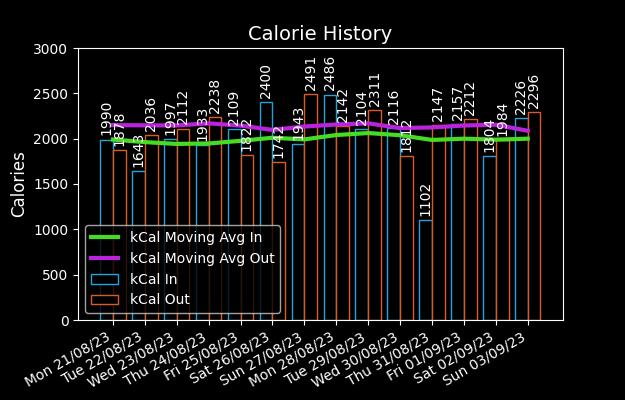 Calorie History
3000
2500
2000
1500
1000
500
0
Calories
1990
1878
1643
2036
1997
2112
1933
2238
2109
1822
2400
1742
1943
2491
2486
2142
2104
2311
2116
1812
1102
2147
2157
2212
1804
1984
2226
2296
kCal Moving Avg In
kCal Moving Avg Out
kCal In
kCal Out
Mon 21/08/23
Tue 22/08/23
Wed 23/08/23
Thu 24/08/23
Fri 25/08/23
Sat 26/08/23
Sun 27/08/23
Mon 28/08/23
Tue 29/08/23
Wed 30/08/23
Thu 31/08/23
Fri 01/09/23
Sat 02/09/23
Sun 03/09/23